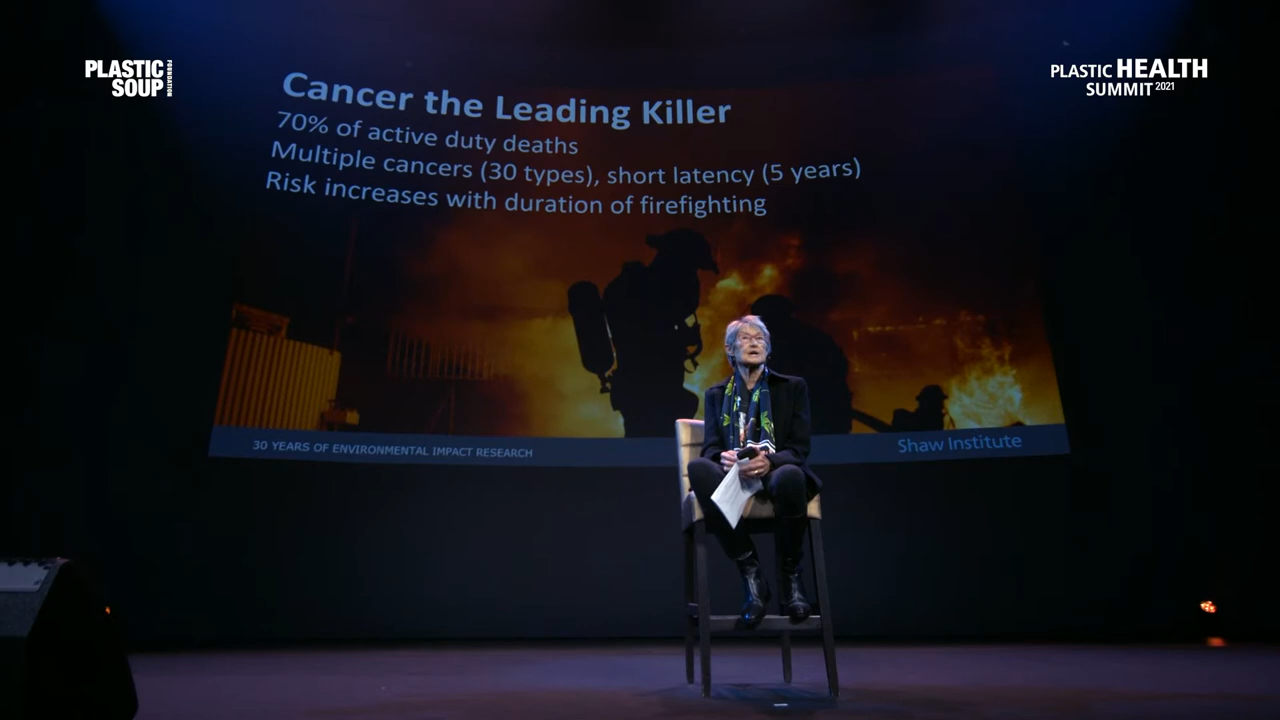 PLASTIC
SOUP
FOUNDATION
PLASTIC HEALTH
SUMMIT 2021
Cancer the Leading Killer
70% of active duty deaths
Multiple cancers (30 types), short latency (5 years)
Risk increases with duration of firefighting
30 YEARS OF ENVIRONMENTAL IMPACT RESEARCH
Shaw Institute